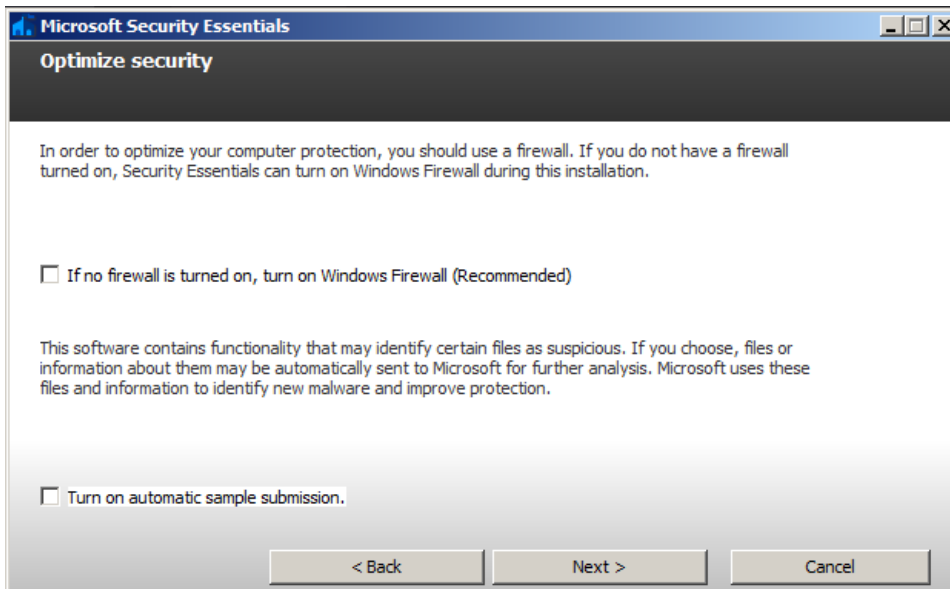 Microsoft Security Essentials
Optimize security
In order to optimize your computer protection, you should use a firewall. If you do not have a firewall
turned on, Security Essentials can turn on Windows Firewall during this installation.
If no firewall is turned on, turn on Windows Firewall (Recommended)
This software contains functionality that may identify certain files as suspicious. If you choose, files or
information about them may be automatically sent to Microsoft for further analysis. Microsoft uses these
files and information to identify new malware and improve protection.
Turn on automatic sample submission.
< Back Next > Cancel